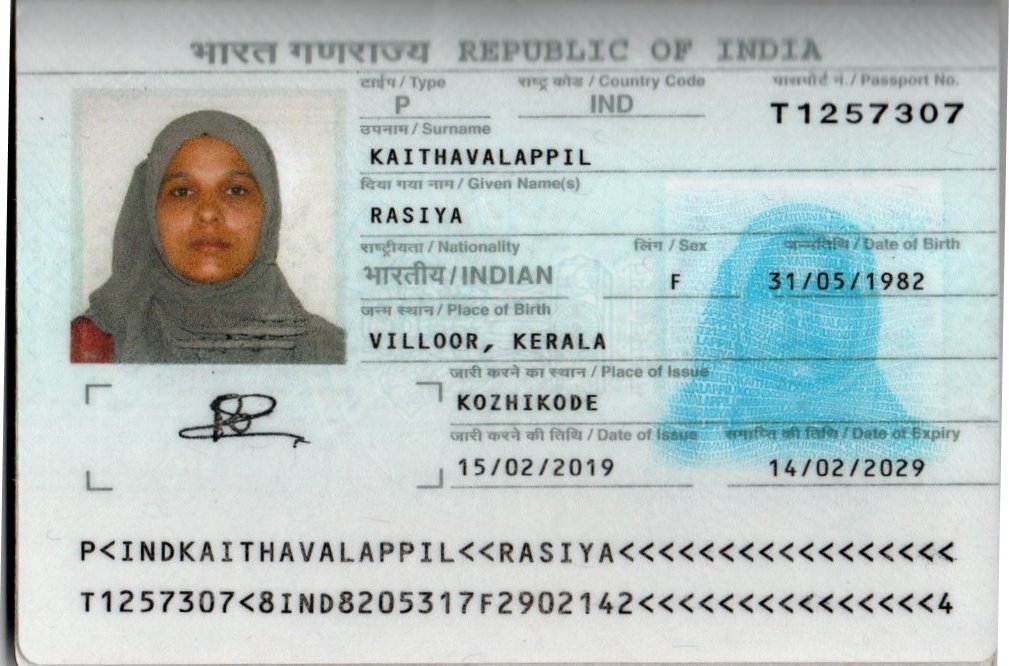 भारत गणराज्य REPUBLIC OF INDIA
टाईप / Type राष्ट्र कोड / Country Code पासपोर्ट नं. / Passport No.
P IND T1257307
उपनाम / Surname
KAITHAVALAPPIL
दिया गया नाम / Given Name(s)
RASIYA
राष्ट्रीयता / Nationality लिंग / Sex जन्मतिथि / Date of Birth
भारतीय / INDIAN F 31/05/1982
जन्म स्थान / Place of Birth
VILLOOR, KERALA
जारी करने का स्थान / Place of Issue
KOZHIKODE
जारी करने की तिथि / Date of Issue समाप्ति की तिथि / Date of Expiry
15/02/2019 14/02/2029
P<INDKAITHAVALAPPIL<<RASIYA<<<<<<<<<<<<<<<<<
T1257307<8IND8205317F2902142<<<<<<<<<<<<<<<4